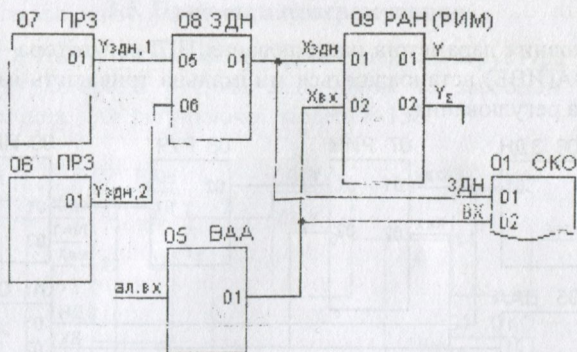 07 ПРЗ
08 ЗДН
09 РАН(РИМ)
01
Yздн,1
05
01
Xздн
01
01
Y
06
Xвх
02
02
YΣ
06 ПРЗ
01
Yздн,2
01 ОКО
ЗДН
01
ВХ
02
05 ВАА
ал.вх
01